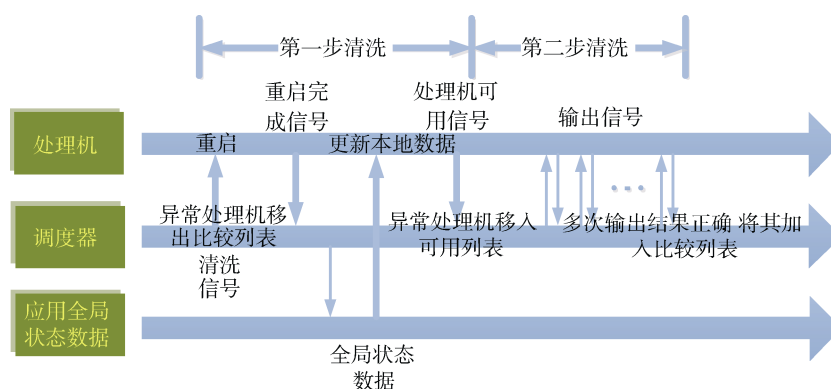 第一步清洗
第二步清洗
重启完
成信号
处理机可
用信号
输出信号
处理机
重启
更新本地数据
异常处理机移
出比较列表
调度器
异常处理机移入
可用列表
多次输出结果正确 将其加
入比较列表
清洗
信号
应用全局
状态数据
全局状态
数据